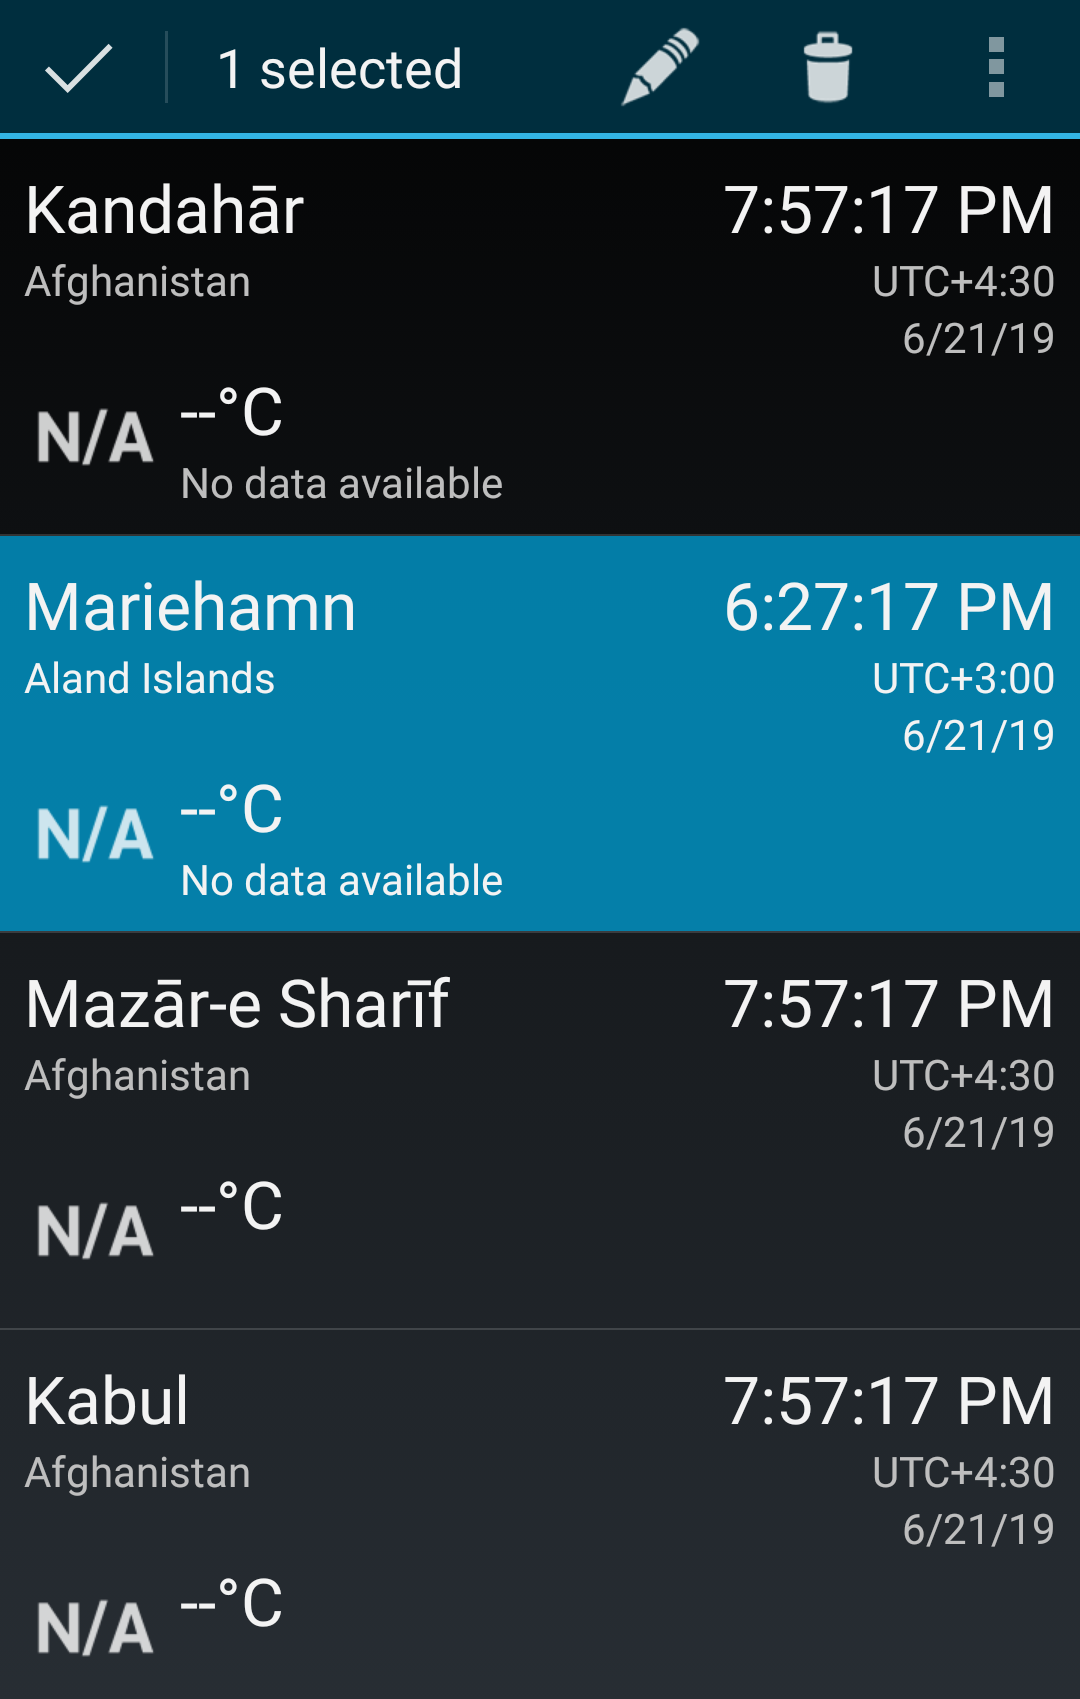 1 selected
Kandahār 7:57:17 PM
Afghanistan UTC+4:30
6/21/19
N/A --°C
No data available
Mariehamn 6:27:17 PM
Aland Islands UTC+3:00
6/21/19
N/A --°C
No data available
Mazār-e Sharīf 7:57:17 PM
Afghanistan UTC+4:30
6/21/19
N/A --°C
Kabul 7:57:17 PM
Afghanistan UTC+4:30
6/21/19
N/A --°C